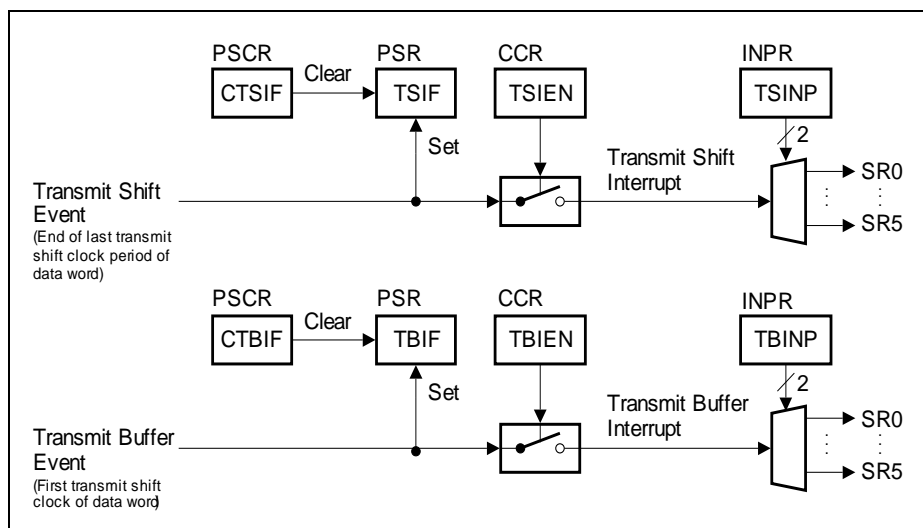 PSCR PSR CCR INPR
CTSIF Clear TSIF TSIEN TSINP
2
Set
Transmit Shift
Interrupt
SR0
SR5
Transmit Shift
Event
(End of last transmit
shift clock period of
data word)
PSCR PSR CCR INPR
CTBIF Clear TBIF TBIEN TBINP
2
Set
Transmit Buffer
Interrupt
SR0
SR5
Transmit Buffer
Event
(First transmit shift
clock of data word)